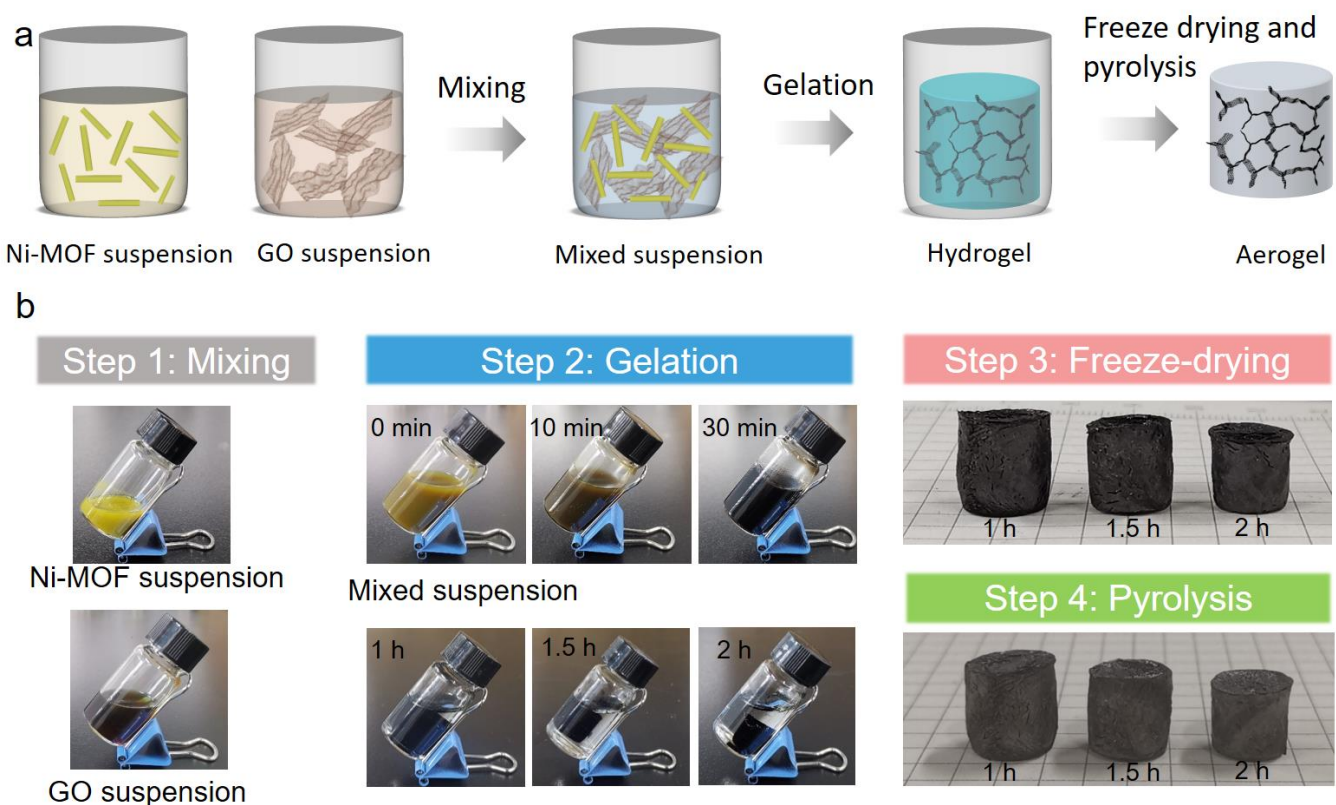 a
Mixing
Gelation
Freeze drying and
pyrolysis
Ni-MOF suspension
GO suspension
Mixed suspension
Hydrogel
Aerogel
b
Step 1: Mixing
Step 2: Gelation
Step 3: Freeze-drying
0 min
10 min
30 min
1 h
1.5 h
2 h
Ni-MOF suspension
Mixed suspension
Step 4: Pyrolysis
1 h
1.5 h
2 h
1 h
1.5 h
2 h
GO suspension